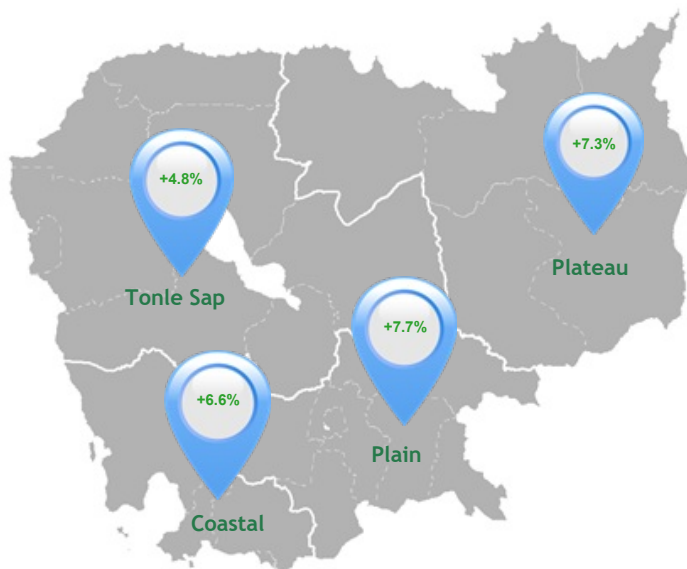 +7.3%
+4.8%
Plateau
Tonle Sap
+7.7%
+6.6%
Plain
Coastal